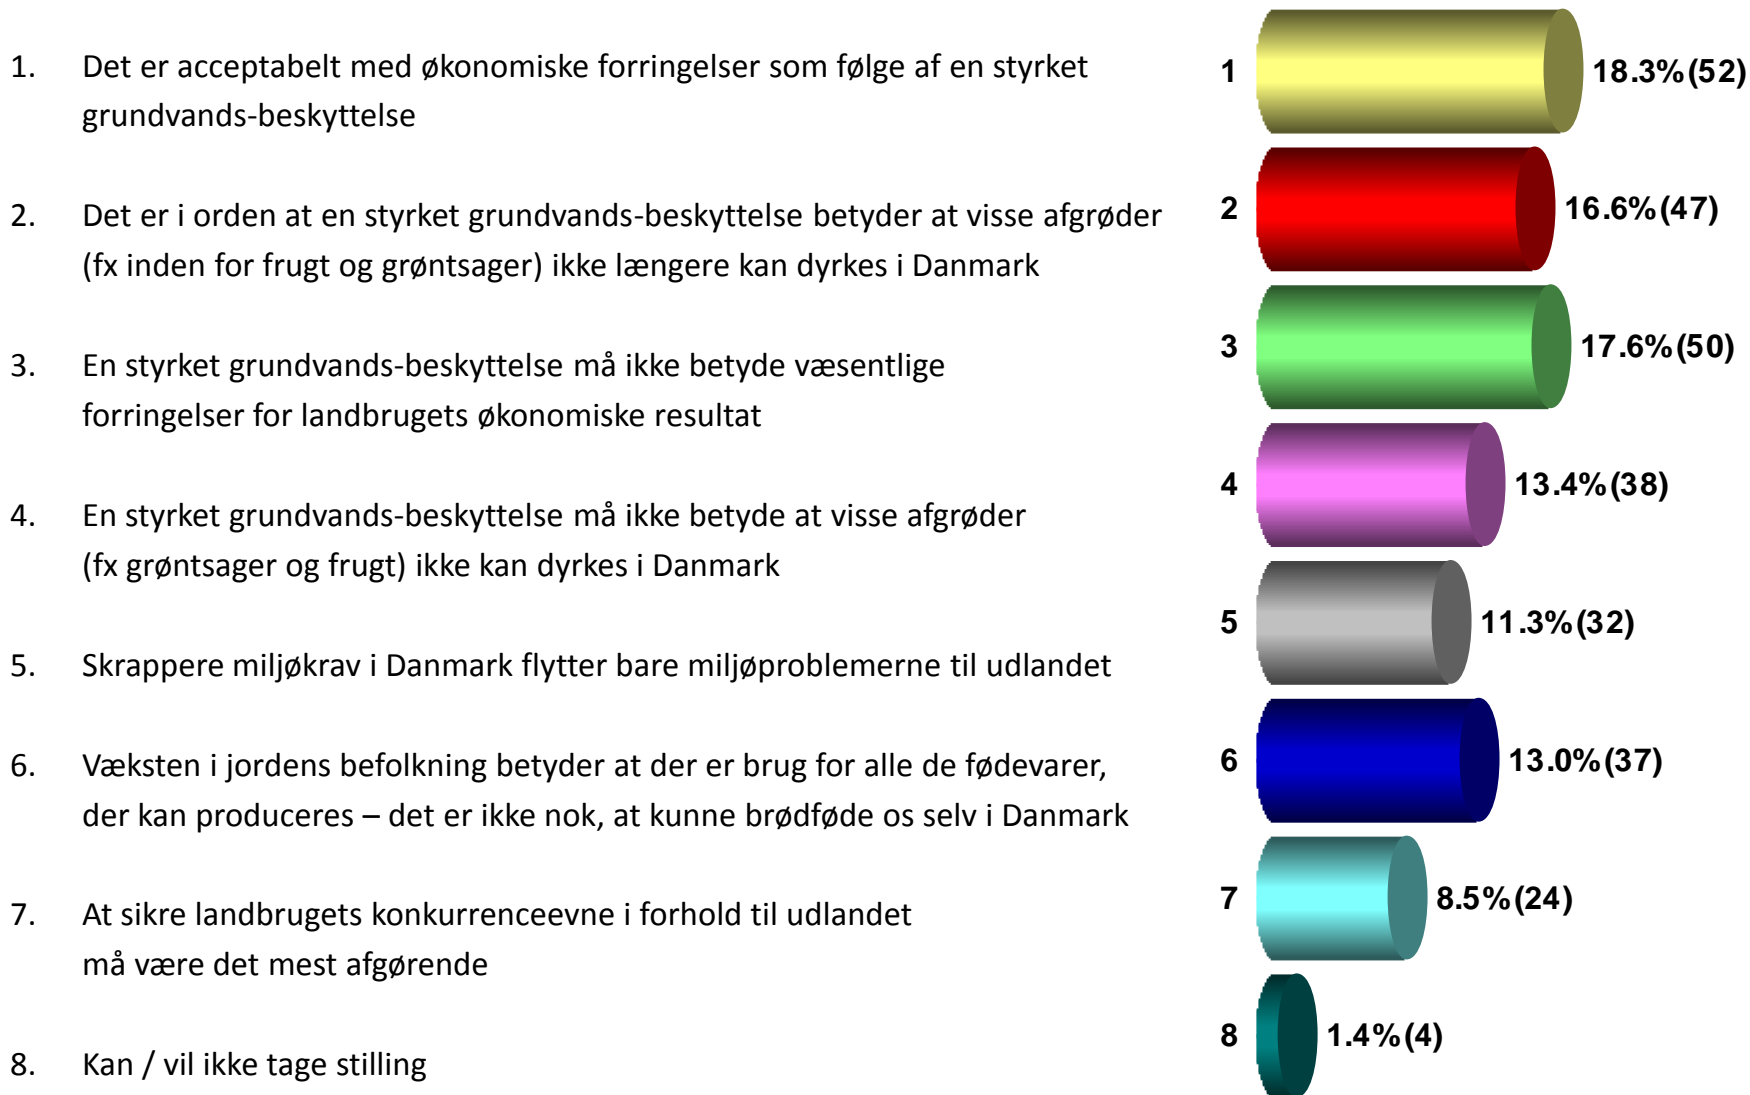 1. Det er acceptabelt med økonomiske forringelser som følge af en styrket
grundvands-beskyttelse
2. Det er i orden at en styrket grundvands-beskyttelse betyder at visse afgrøder
(fx inden for frugt og grøntsager) ikke længere kan dyrkes i Danmark
3. En styrket grundvands-beskyttelse må ikke betyde væsentlige
forringelser for landbrugets økonomiske resultat
4. En styrket grundvands-beskyttelse må ikke betyde at visse afgrøder
(fx grøntsager og frugt) ikke kan dyrkes i Danmark
5. Skrappere miljøkrav i Danmark flytter bare miljøproblemerne til udlandet
6. Væksten i jordens befolkning betyder at der er brug for alle de fødevarer,
der kan produceres – det er ikke nok, at kunne brødføde os selv i Danmark
7. At sikre landbrugets konkurrenceevne i forhold til udlandet
må være det mest afgørende
8. Kan / vil ikke tage stilling
1 18.3% (52)
2 16.6% (47)
3 17.6% (50)
4 13.4% (38)
5 11.3% (32)
6 13.0% (37)
7 8.5% (24)
8 1.4% (4)